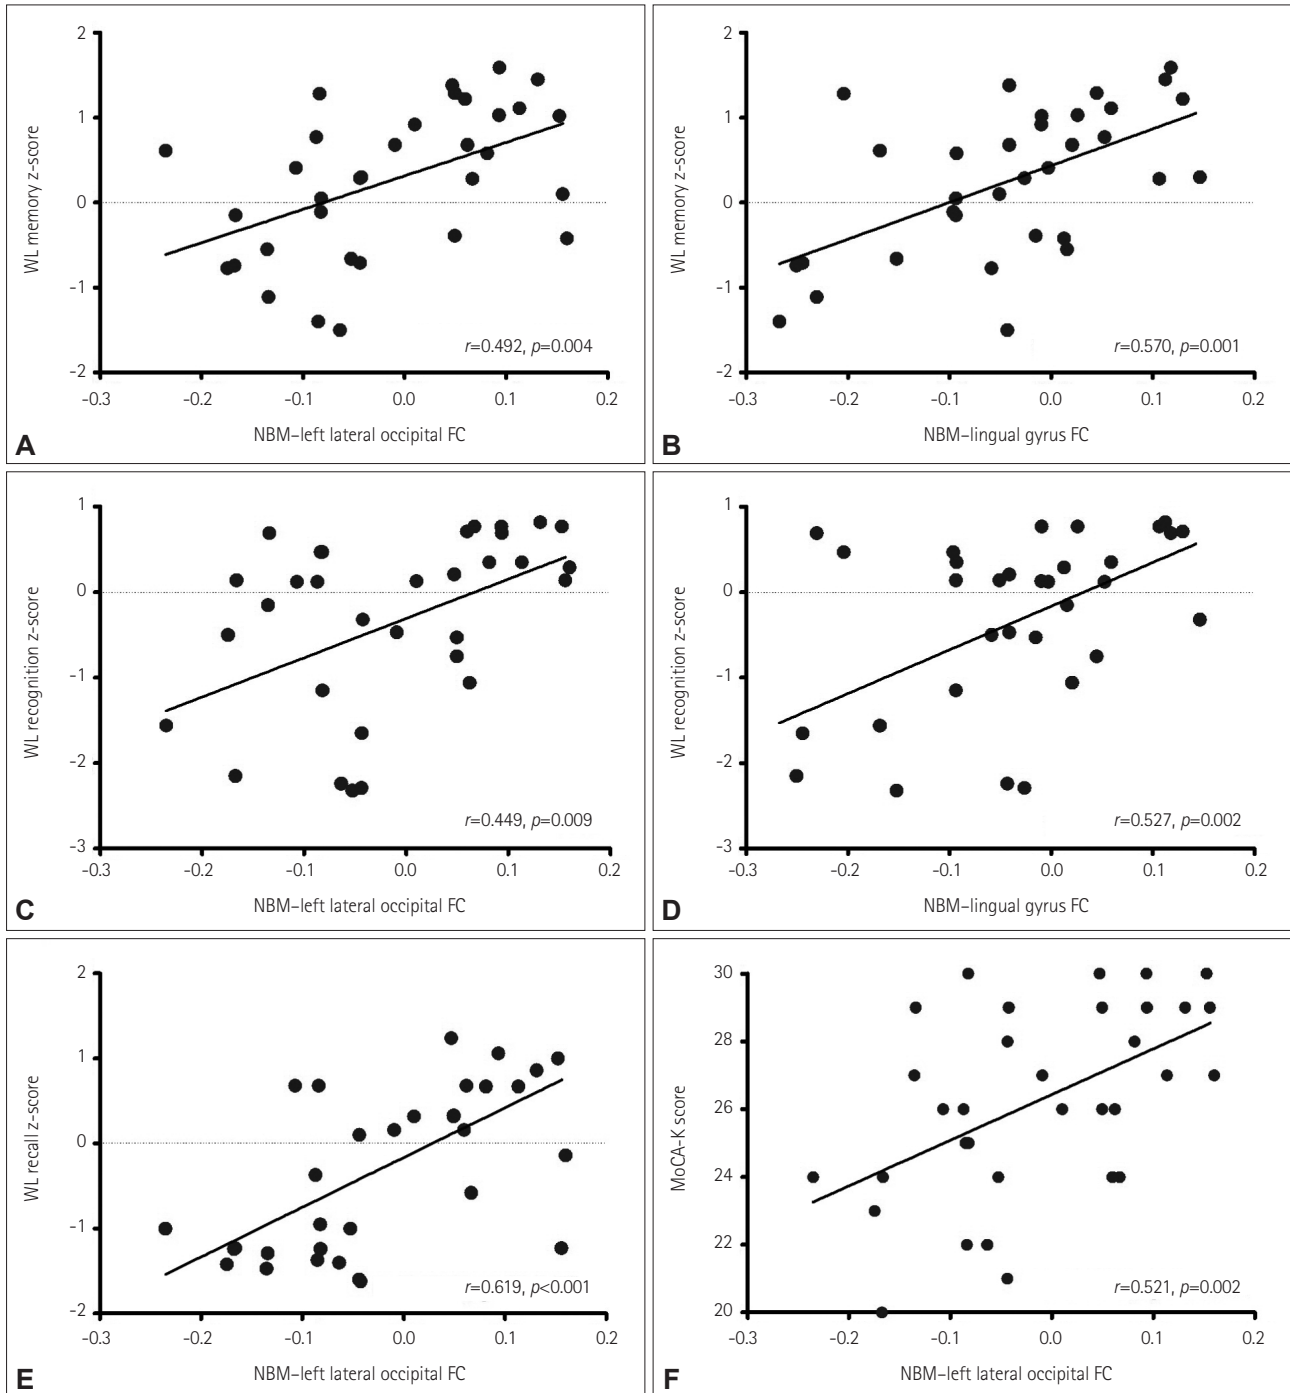 2
1
0
-1
-2
WL memory z-score
r=0.492, p=0.004
-0.3 -0.2 -0.1 0.0 0.1 0.2
NBM–left lateral occipital FC
A
2
1
0
-1
-2
WL memory z-score
r=0.570, p=0.001
-0.3 -0.2 -0.1 0.0 0.1 0.2
NBM–lingual gyrus FC
B
1
0
-1
-2
-3
WL recognition z-score
r=0.449, p=0.009
-0.3 -0.2 -0.1 0.0 0.1 0.2
NBM–left lateral occipital FC
C
1
0
-1
-2
-3
WL recognition z-score
r=0.527, p=0.002
-0.3 -0.2 -0.1 0.0 0.1 0.2
NBM–lingual gyrus FC
D
2
1
0
-1
-2
WL recall z-score
r=0.619, p<0.001
-0.3 -0.2 -0.1 0.0 0.1 0.2
NBM–left lateral occipital FC
E
30
28
26
24
22
20
MoCA-K score
r=0.521, p=0.002
-0.3 -0.2 -0.1 0.0 0.1 0.2
NBM–left lateral occipital FC
F